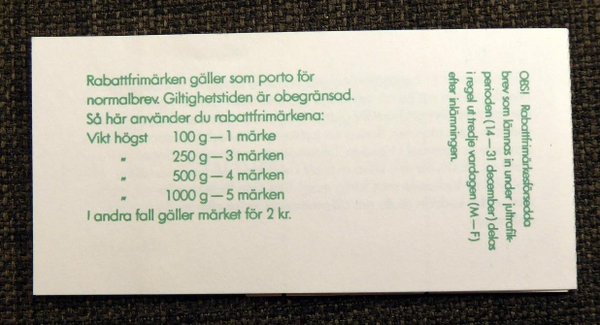 Rabattfrimärken gäller som porto för
normalbrev. Giltighetstiden är obegränsad.
Så här använder du rabattfrimärkena:
Vikt högst 100 g — 1 märke
„ 250 g — 3 märken
„ 500 g — 4 märken
„ 1000 g — 5 märken
I andra fall gäller märket för 2 kr.
OBS! Rabattfrimärkesförsedda
brev som lämnas in under jultrafik-
perioden (14 — 31 december) delas
i regel ut tredje vardagen (M — F)
efter inlämningen.